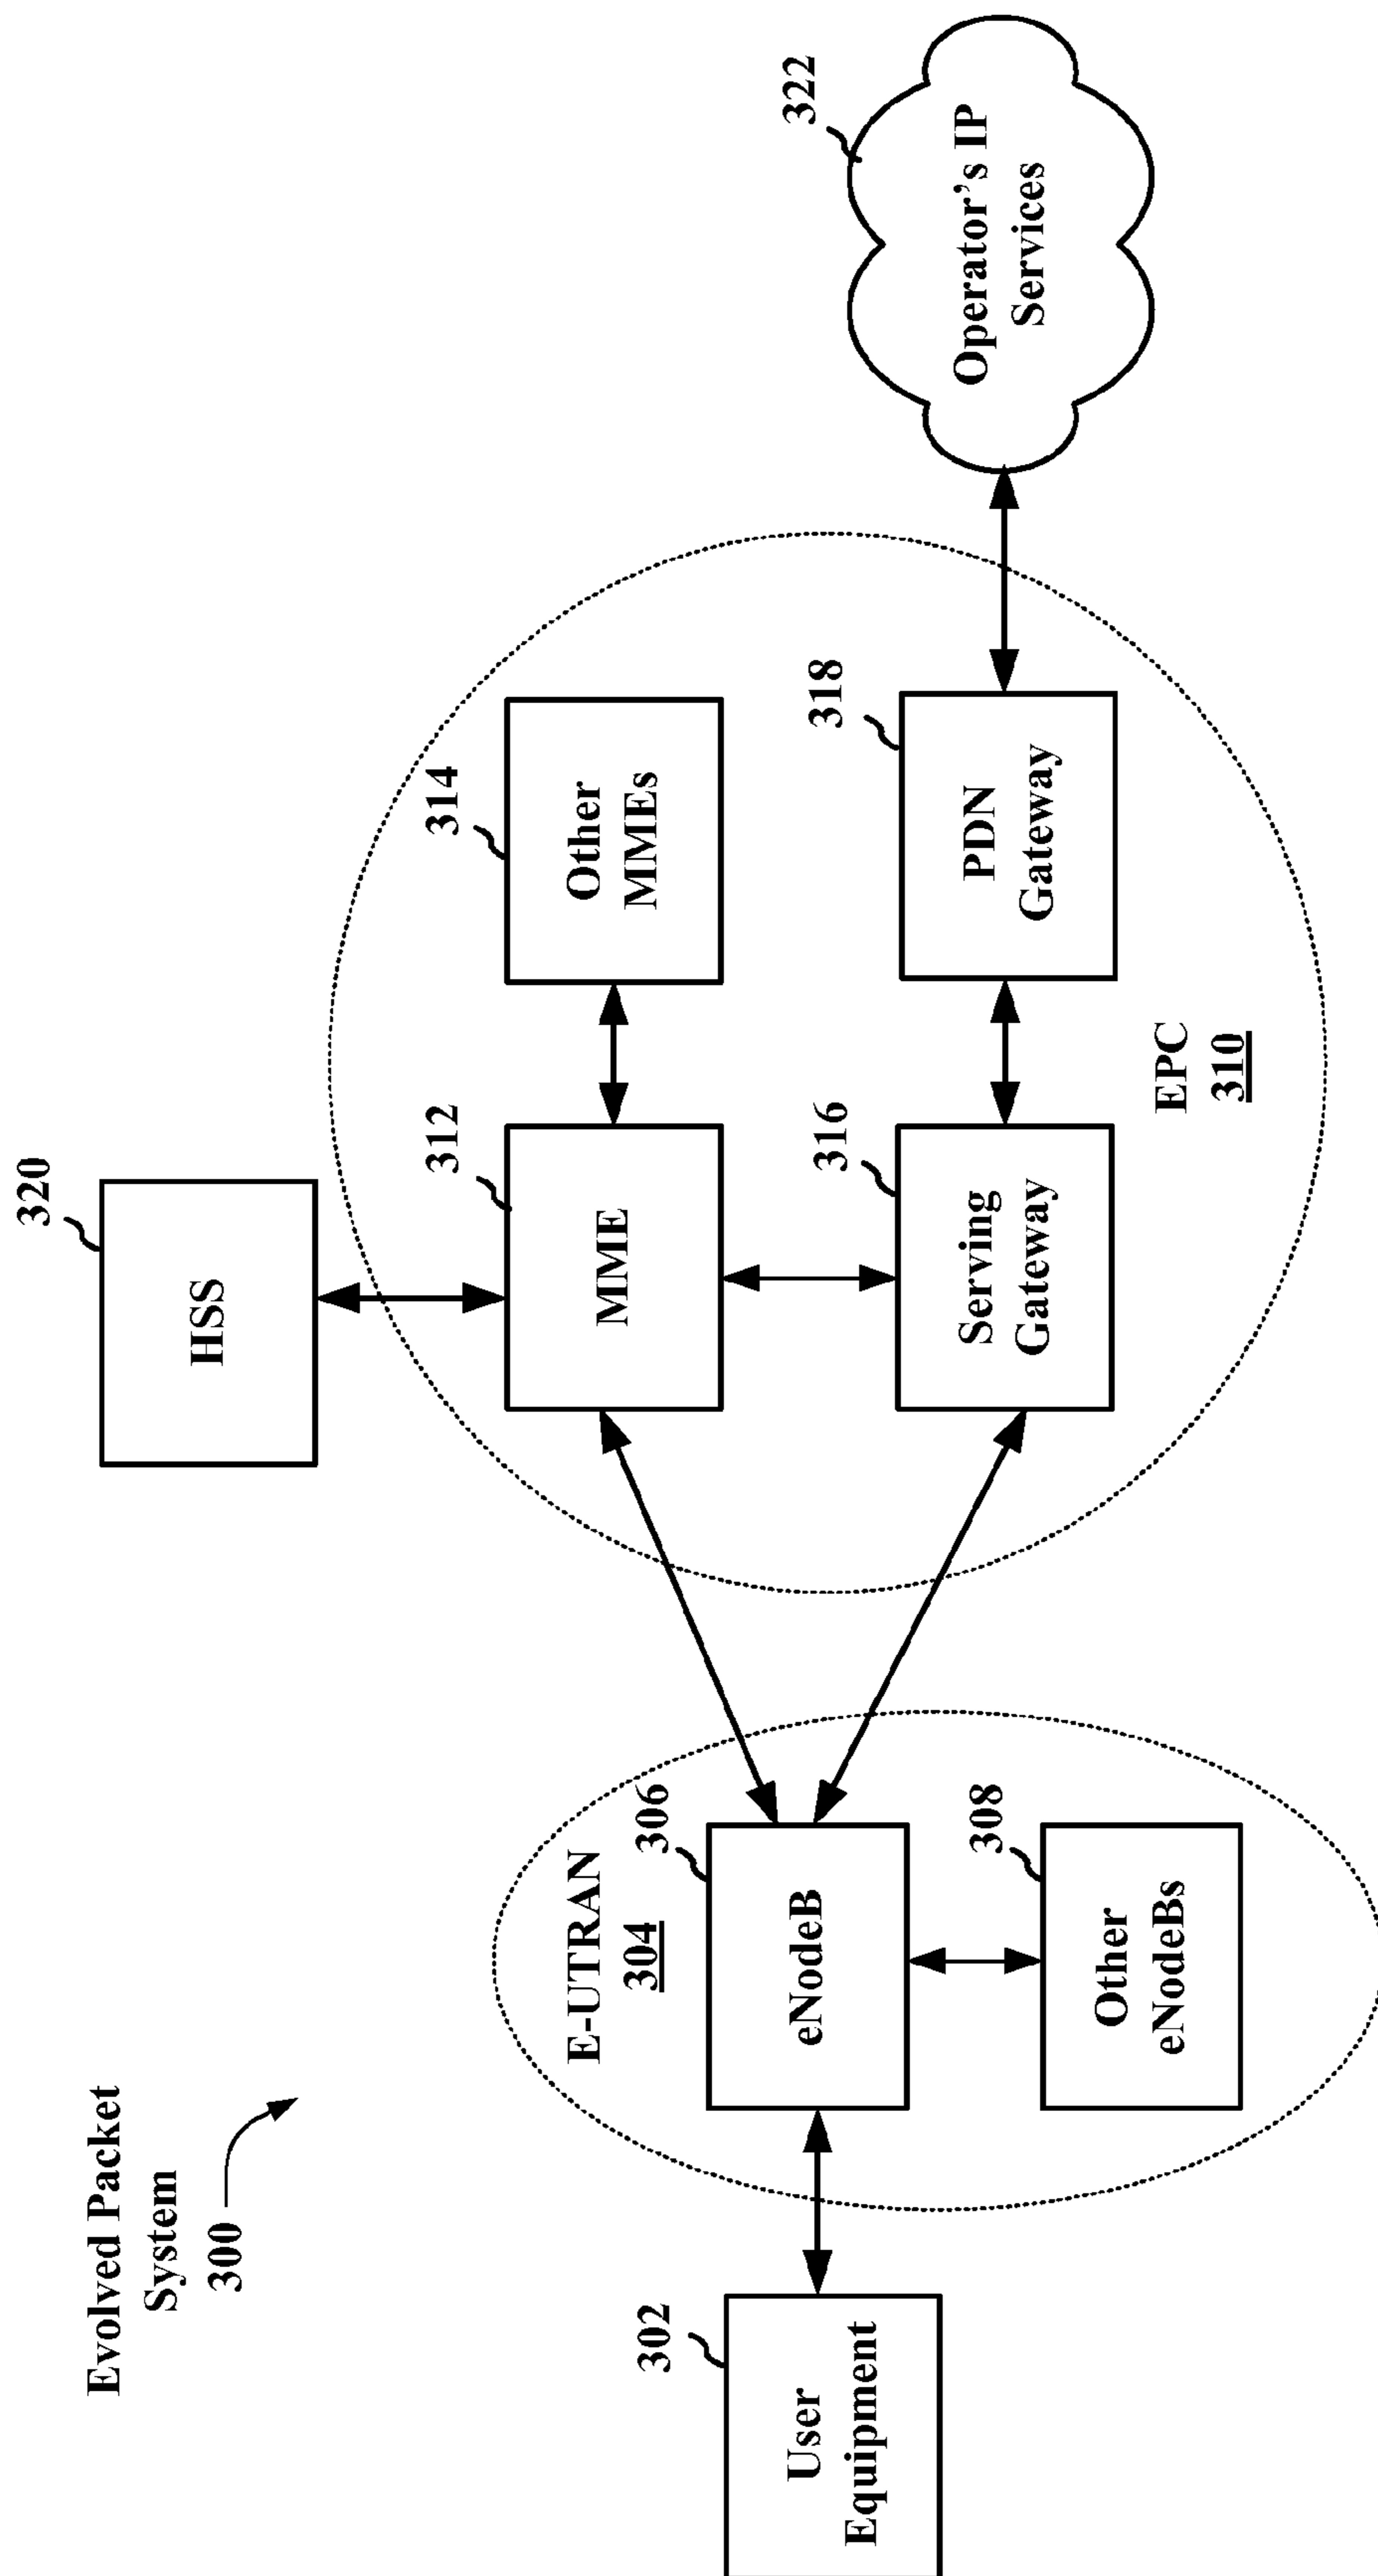 Evolved Packet
System
300
320
HSS
312
MME
314
Other
MMEs
322
Operator's IP
Services
E-UTRAN
304
306
eNodeB
302
User
Equipment
316
Serving
Gateway
318
PDN
Gateway
308
Other
eNodeBs
EPC
310